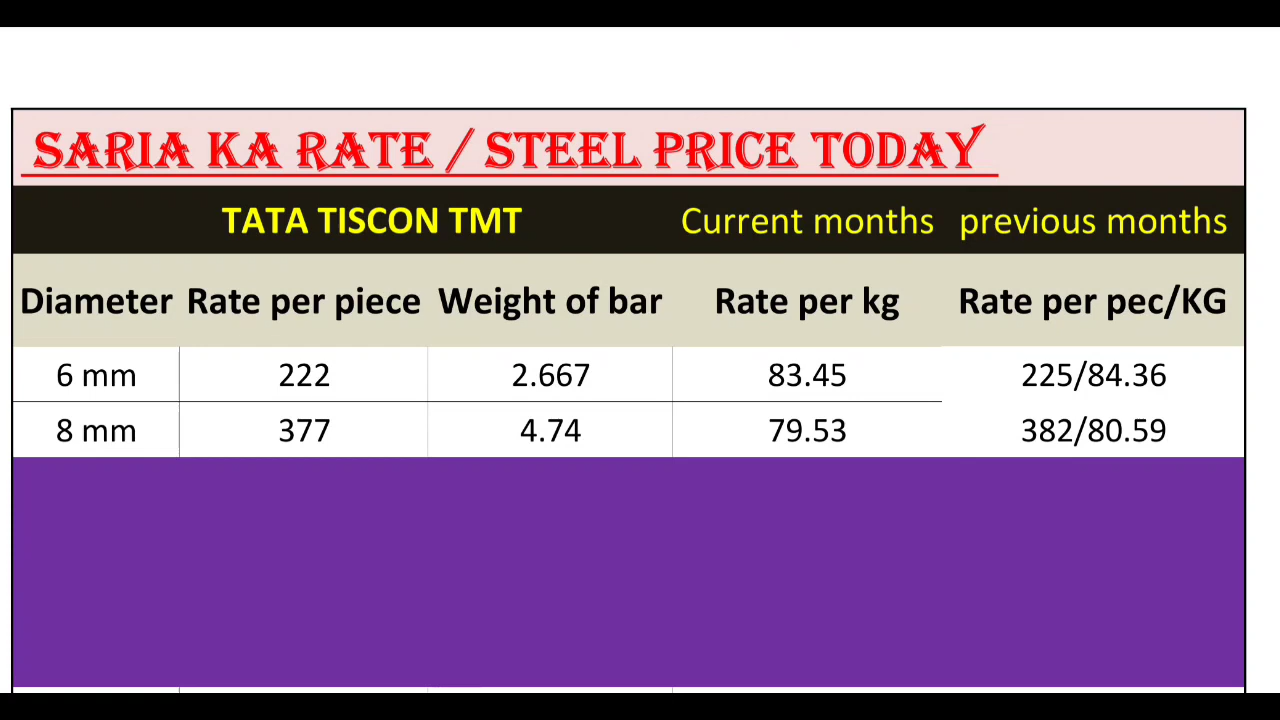 SARIA KA RATE / STEEL PRICE TODAY
TATA TISCON TMT Current months previous months
Diameter Rate per piece Weight of bar Rate per kg Rate per pec/KG
6 mm 222 2.667 83.45 225/84.36
8 mm 377 4.74 79.53 382/80.59